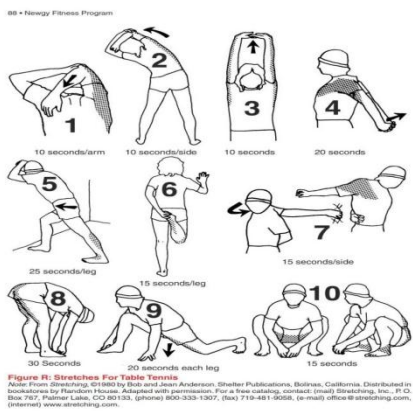 88 • Newgy Fitness Program
1
2
3
4
10 seconds/arm
10 seconds/side
10 seconds
20 seconds
5
6
7
25 seconds/leg
15 seconds/leg
15 seconds/side
8
9
10
30 Seconds
20 seconds each leg
15 seconds
Figure R: Stretches For Table Tennis
Note: From Stretching, ©1980 by Bob and Jean Anderson. Shelter Publications, Bolinas, California. Distributed in
bookstores by Random House. Adapted with permission. For a free catalog, contact: (mail) Stretching, Inc., P. O.
Box 767, Palmer Lake, CO 80133, (phone) 800-333-1307, (fax) 719-481-9058, (e-mail) office@stretching.com,
(internet) www.stretching.com.